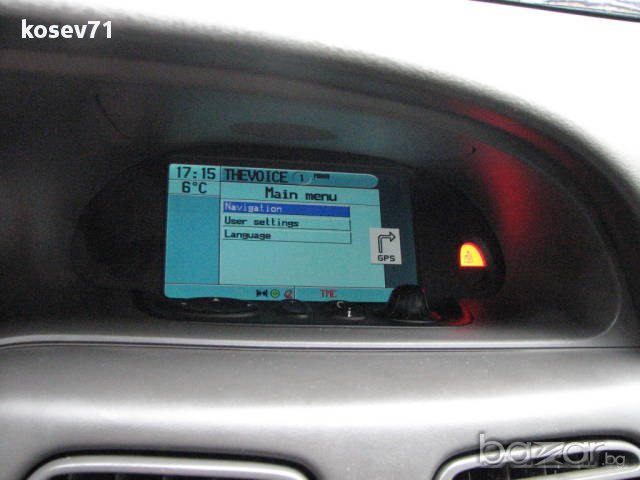 kosev71
17:15 THEVOICE 1
6°C Main menu
Navigation
User settings
Language
GPS
TMC
i
bazar.bg